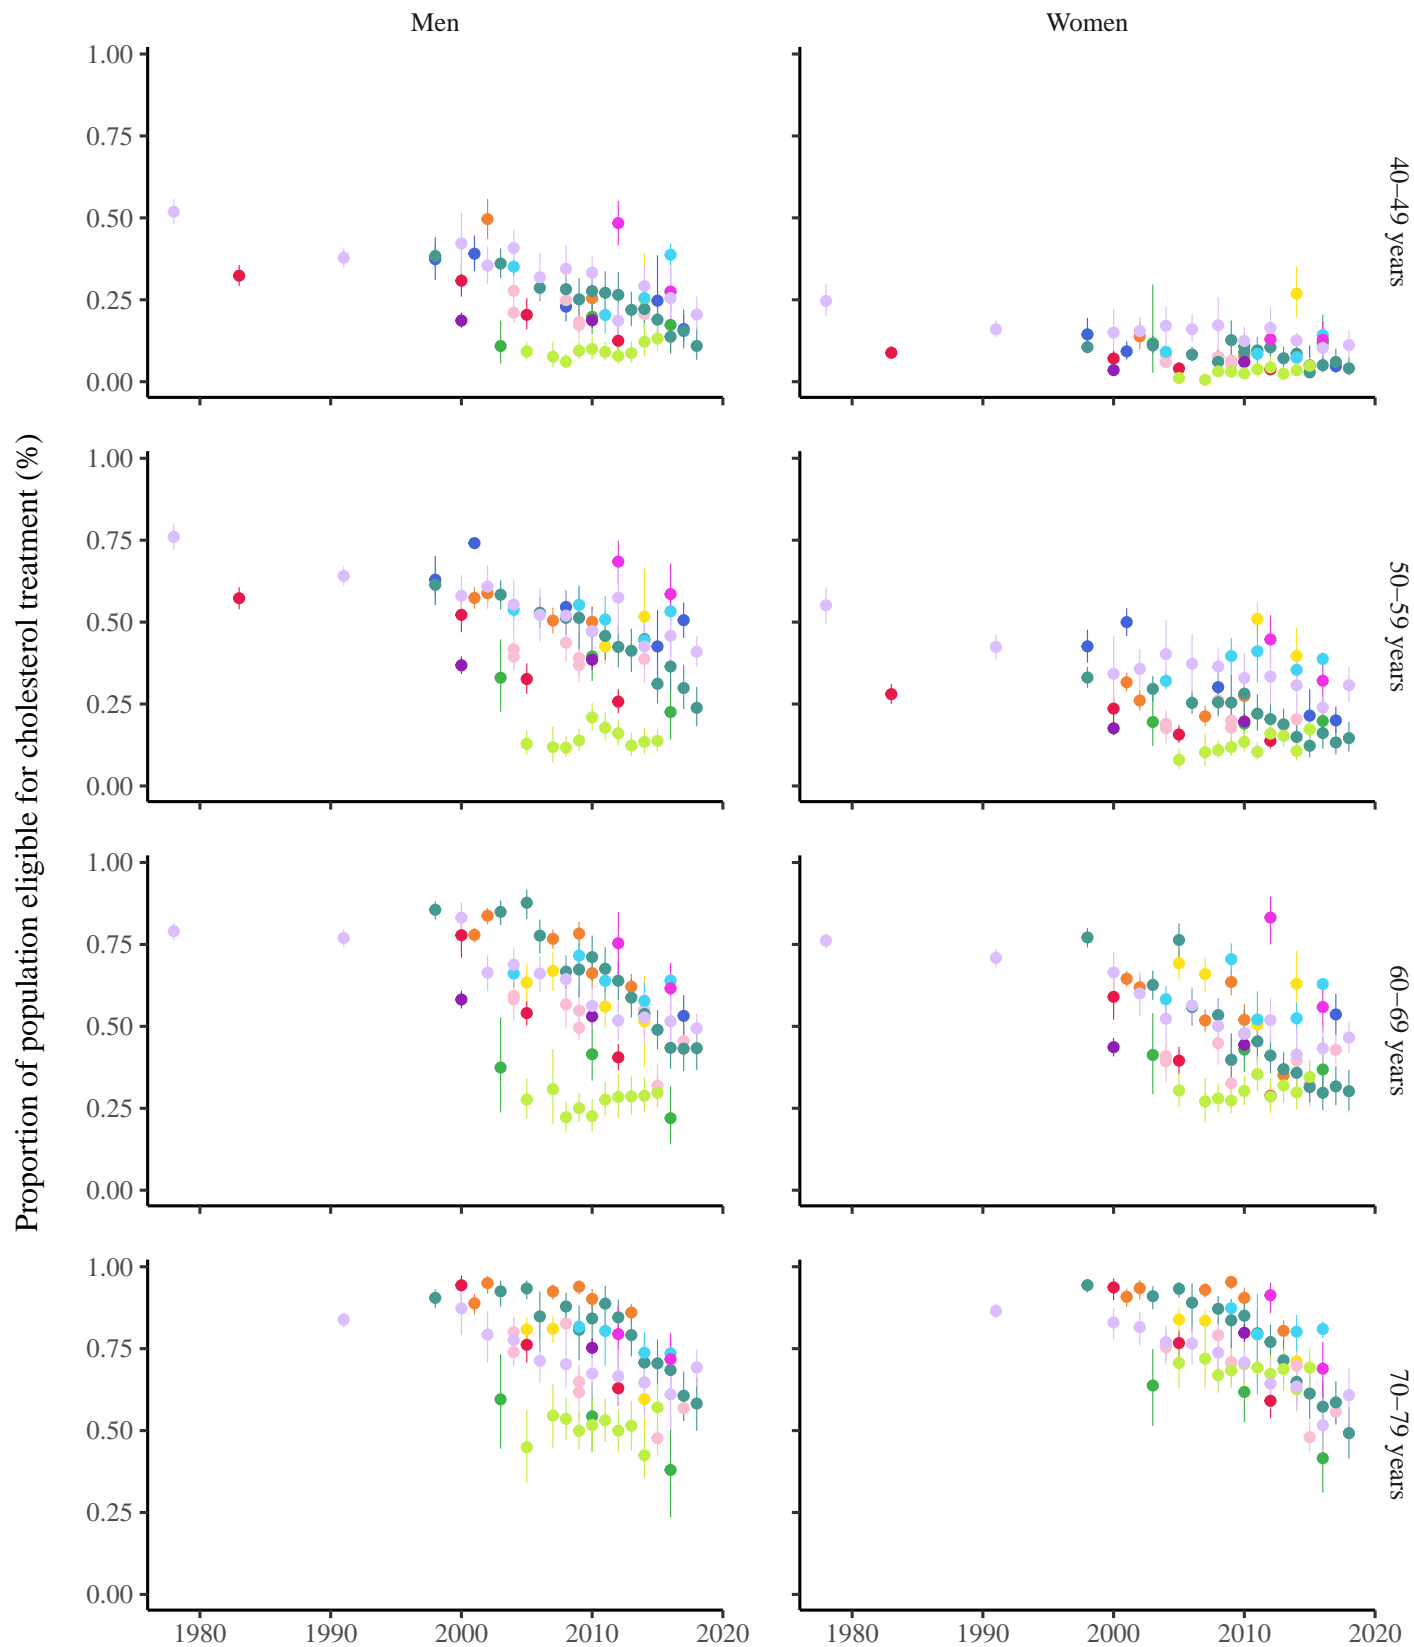 Men
Women
1.00
0.75
0.50
0.25
0.00
40–49 years
1.00
0.75
0.50
0.25
0.00
50–59 years
1.00
0.75
0.50
0.25
0.00
60–69 years
1.00
0.75
0.50
0.25
0.00
70–79 years
1980 1990 2000 2010 2020
1980 1990 2000 2010 2020
Proportion of population eligible for cholesterol treatment (%)